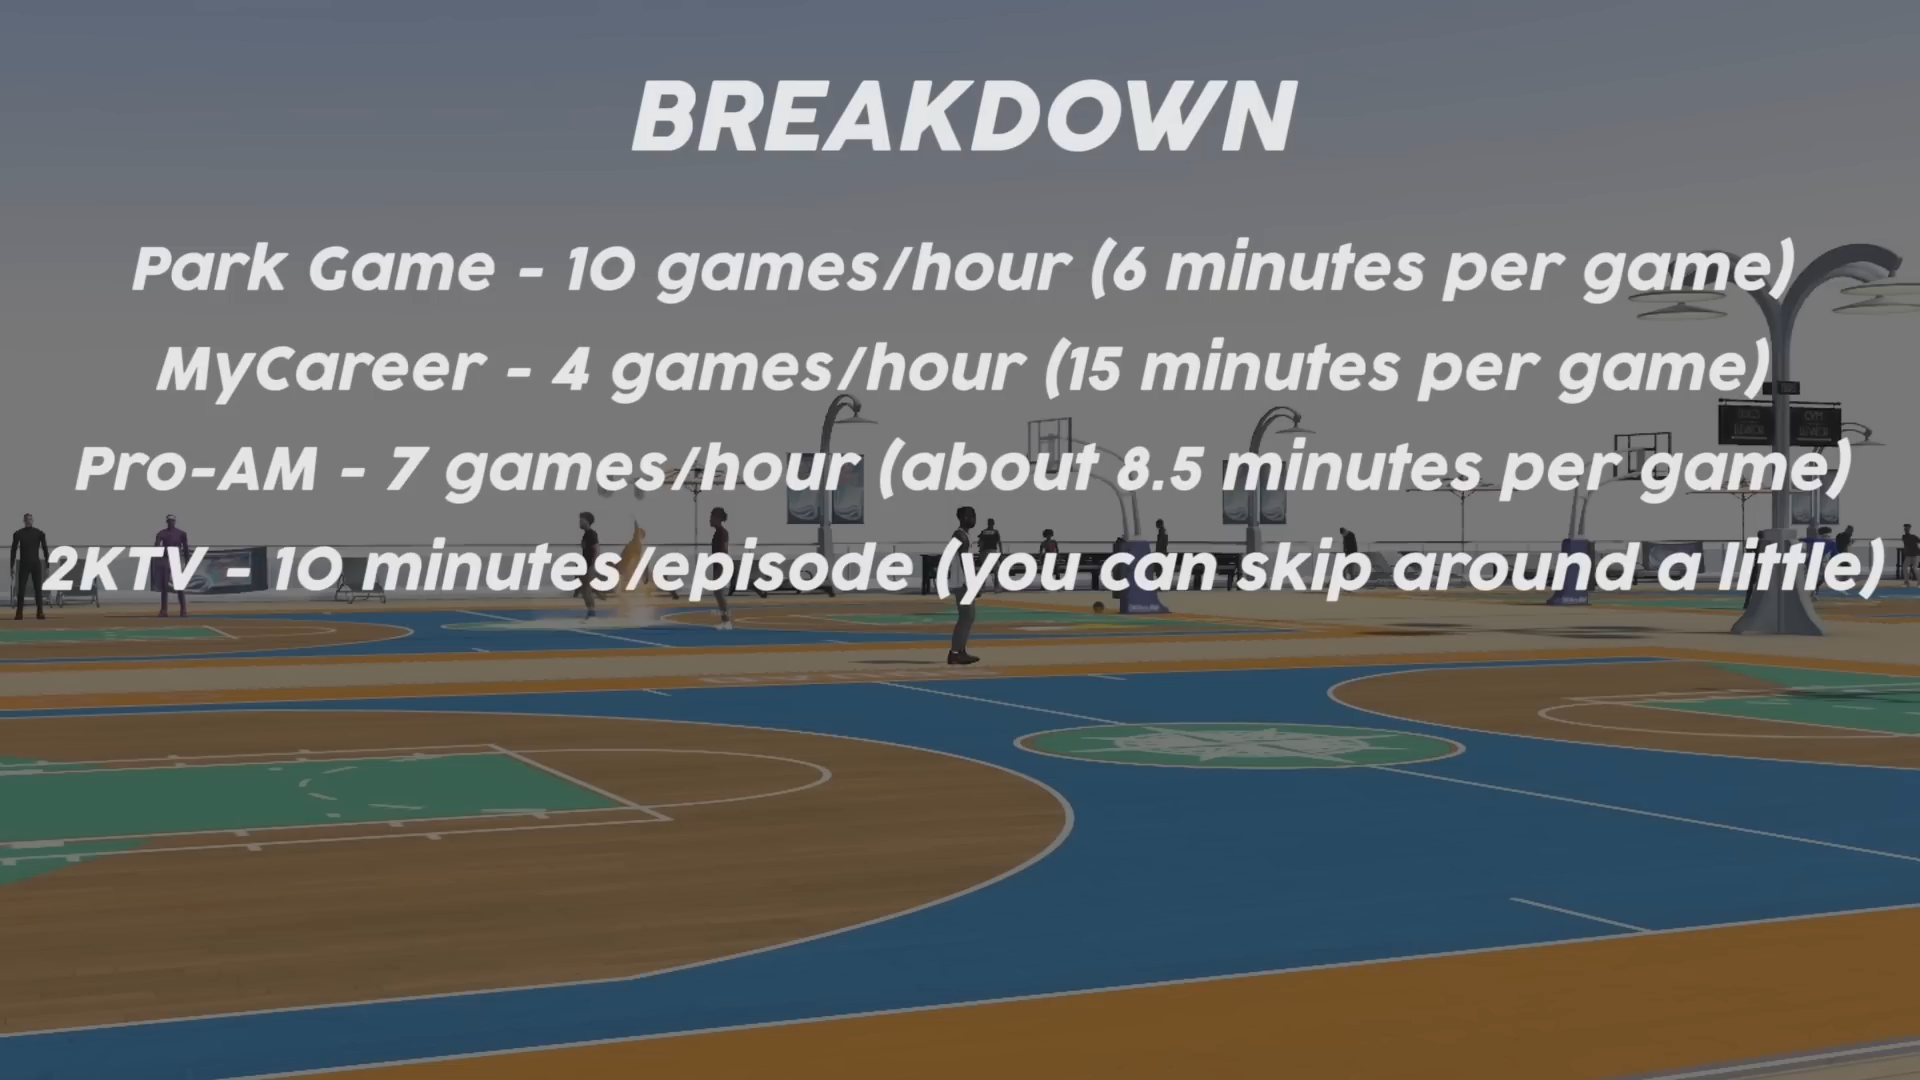 BREAKDOWN
Park Game - 10 games/hour (6 minutes per game)
MyCareer - 4 games/hour (15 minutes per game)
Pro-AM - 7 games/hour (about 8.5 minutes per game)
2KTV - 10 minutes/episode (you can skip around a little)